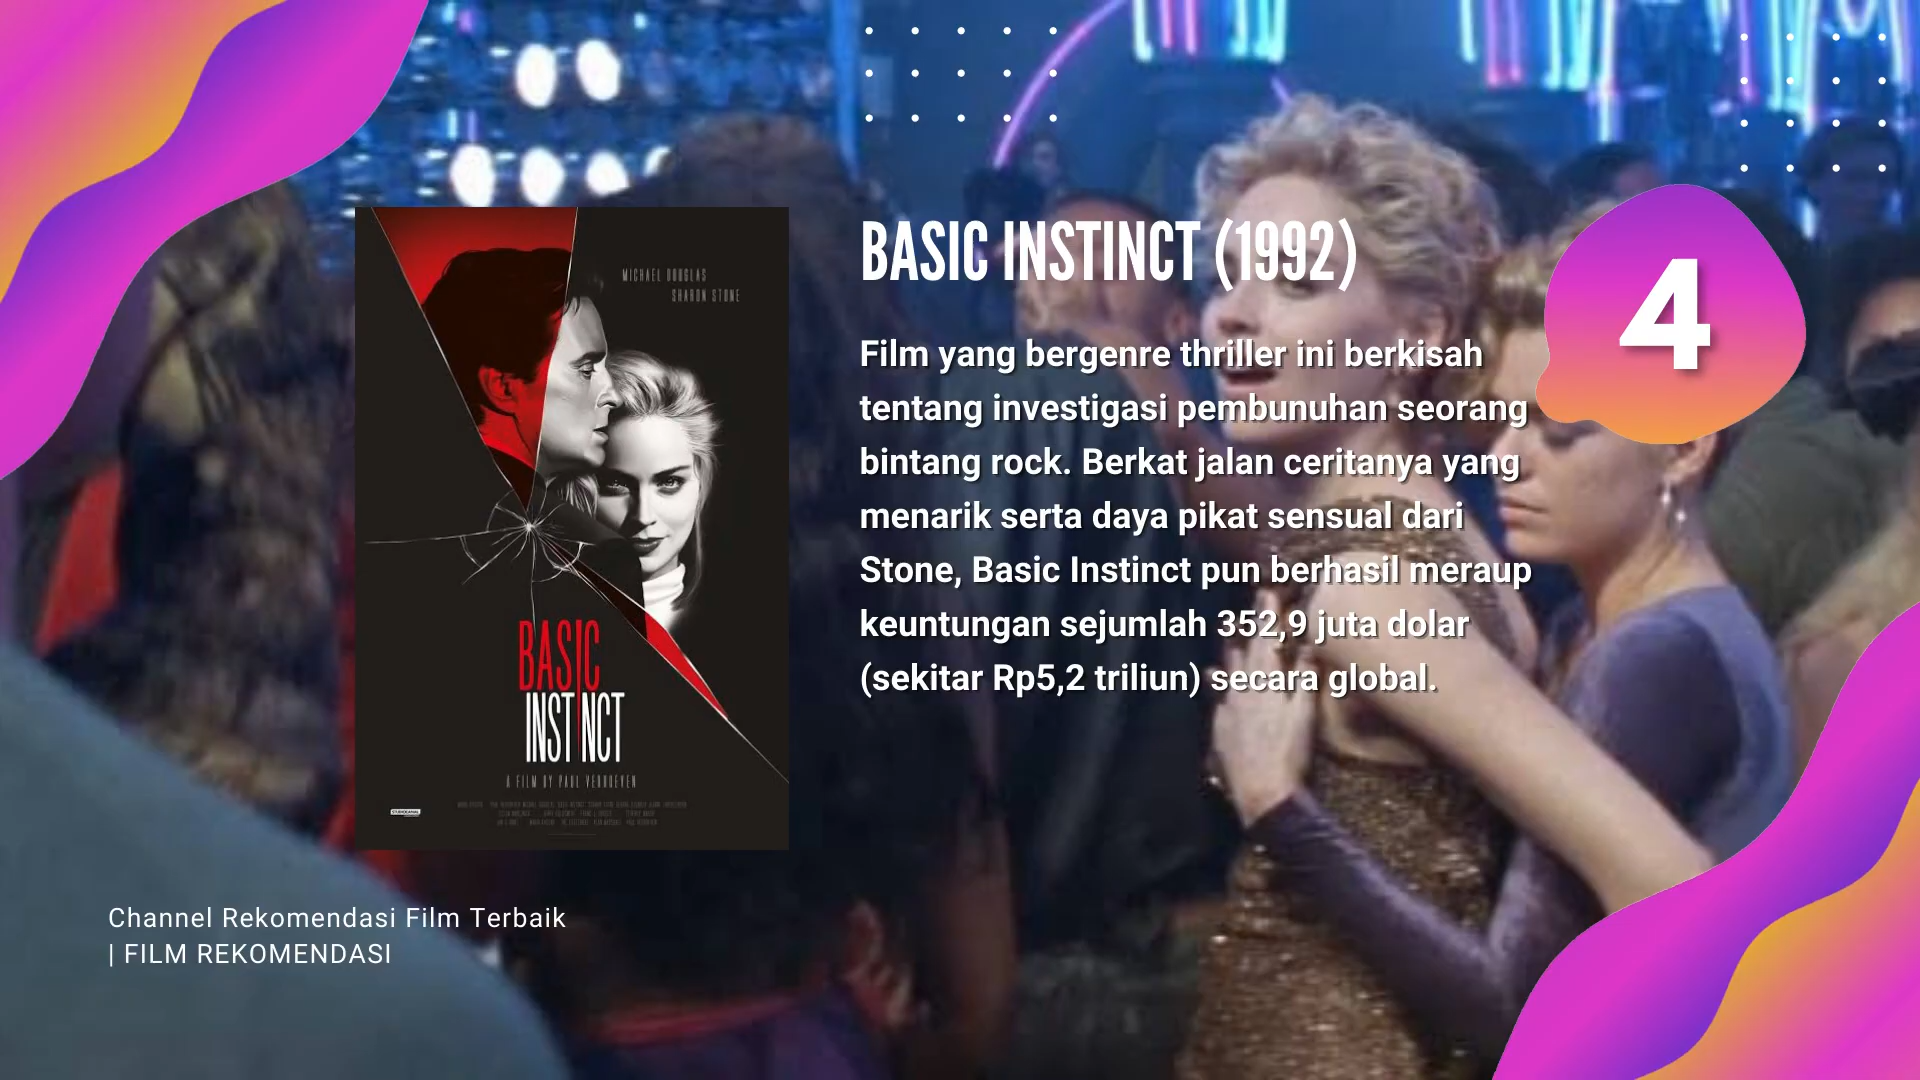 BASIC INSTINCT (1992)
4
Film yang bergenre thriller ini berkisah
tentang investigasi pembunuhan seorang
bintang rock. Berkat jalan ceritanya yang
menarik serta daya pikat sensual dari
Stone, Basic Instinct pun berhasil meraup
keuntungan sejumlah 352,9 juta dolar
(sekitar Rp5,2 triliun) secara global.
MICHAEL DOUGLAS
SHARON STONE
BASIC
INSTINCT
A FILM BY PAUL VERHOEVEN
STUDIOCANAL
Channel Rekomendasi Film Terbaik
| FILM REKOMENDASI